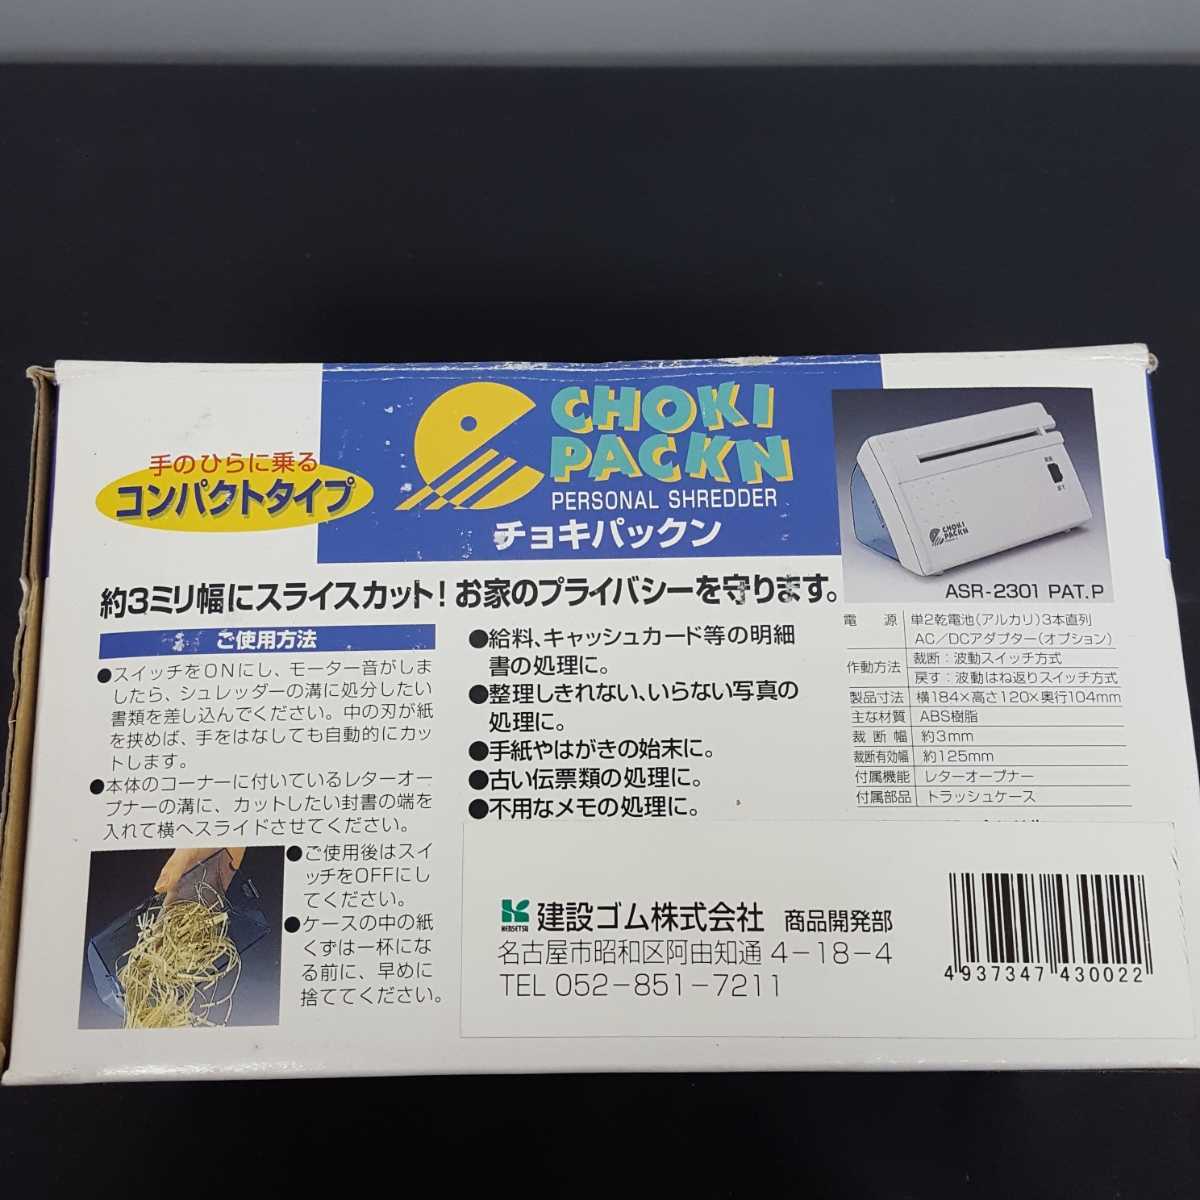 手のひらに乗る
コンパクトタイプ
CHOKI
PACKN
PERSONAL SHREDDER
チョキパックン
CHOKI
PACKN
ASR-2301 PAT.P
約3ミリ幅にスライスカット!お家のプライバシーを守ります。
ご使用方法
●スイッチをONにし、モーター音がしま
したら、シュレッダーの溝に処分したい
書類を差し込んでください。中の刃が紙
を挟めば、手をはなしても自動的にカッ
トします。
●本体のコーナーに付いているレターオー
プナーの溝に、カットしたい封書の端を
入れて横へスライドさせてください。
●ご使用後はスイ
ッチをOFFにし
てください。
●ケースの中の紙
くずは一杯にな
る前に、早めに
捨ててください。
●給料、キャッシュカード等の明細
書の処理に。
●整理しきれない、いらない写真の
処理に。
●手紙やはがきの始末に。
●古い伝票類の処理に。
●不用なメモの処理に。
電源 単2乾電池(アルカリ)3本直列
AC/DCアダプター(オプション)
作動方法 裁断:波動スイッチ方式
戻す:波動はね返りスイッチ方式
製品寸法 横184×高さ120×奥行104mm
主な材質 ABS樹脂
裁断幅 約3mm
裁断有効幅 約125mm
付属機能 レターオープナー
付属部品 トラッシュケース
KENSETSU
建設ゴム株式会社 商品開発部
名古屋市昭和区阿由知通4-18-4
TEL 052-851-7211
4937347430022